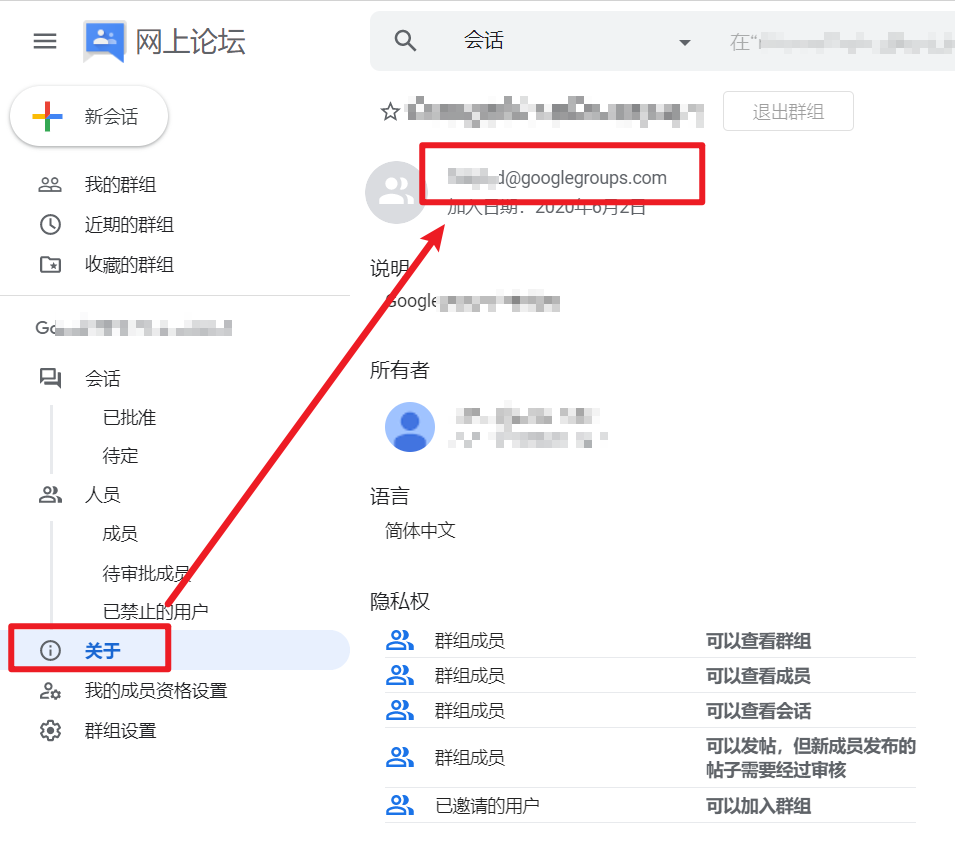 网上论坛
会话
在“
新会话
退出群组
我的群组
近期的群组
收藏的群组
d@googlegroups.com
加入日期：2020年6月2日
说明
Google
会话
已批准
待定
人员
成员
待审批成员
已禁止的用户
关于
我的成员资格设置
群组设置
所有者
语言
简体中文
隐私权
群组成员 可以查看群组
群组成员 可以查看成员
群组成员 可以查看会话
群组成员 可以发帖，但新成员发布的
帖子需要经过审核
已邀请的用户 可以加入群组